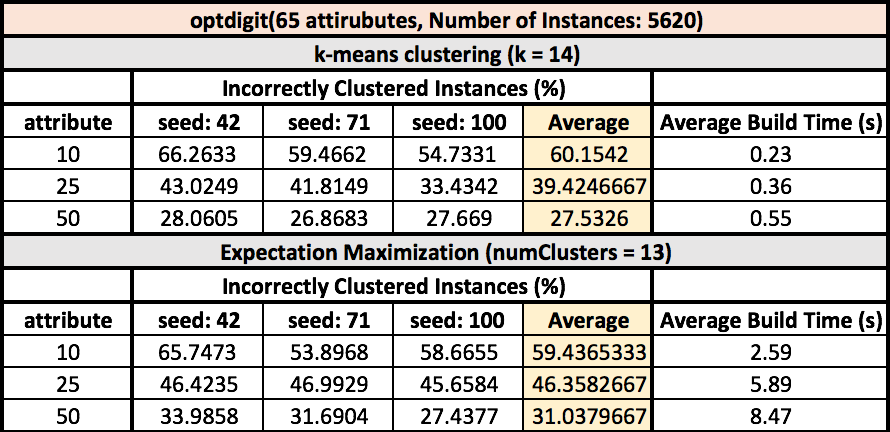 optdigit(65 attirubutes, Number of Instances: 5620)
k-means clustering (k = 14)
Incorrectly Clustered Instances (%)
attribute seed: 42 seed: 71 seed: 100 Average Average Build Time (s)
10 66.2633 59.4662 54.7331 60.1542 0.23
25 43.0249 41.8149 33.4342 39.4246667 0.36
50 28.0605 26.8683 27.669 27.5326 0.55
Expectation Maximization (numClusters = 13)
Incorrectly Clustered Instances (%)
attribute seed: 42 seed: 71 seed: 100 Average Average Build Time (s)
10 65.7473 53.8968 58.6655 59.4365333 2.59
25 46.4235 46.9929 45.6584 46.3582667 5.89
50 33.9858 31.6904 27.4377 31.0379667 8.47